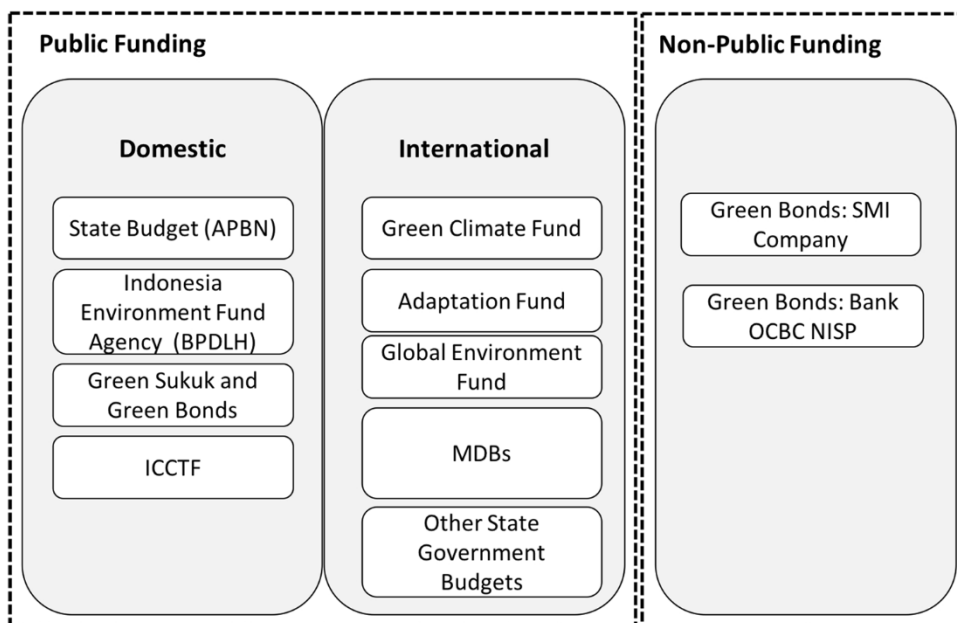 Public Funding
Domestic
State Budget (APBN)
Indonesia
Environment Fund
Agency (BPDLH)
Green Sukuk and
Green Bonds
ICCTF
International
Green Climate Fund
Adaptation Fund
Global Environment
Fund
MDBs
Other State
Government
Budgets
Non-Public Funding
Green Bonds: SMI
Company
Green Bonds: Bank
OCBC NISP